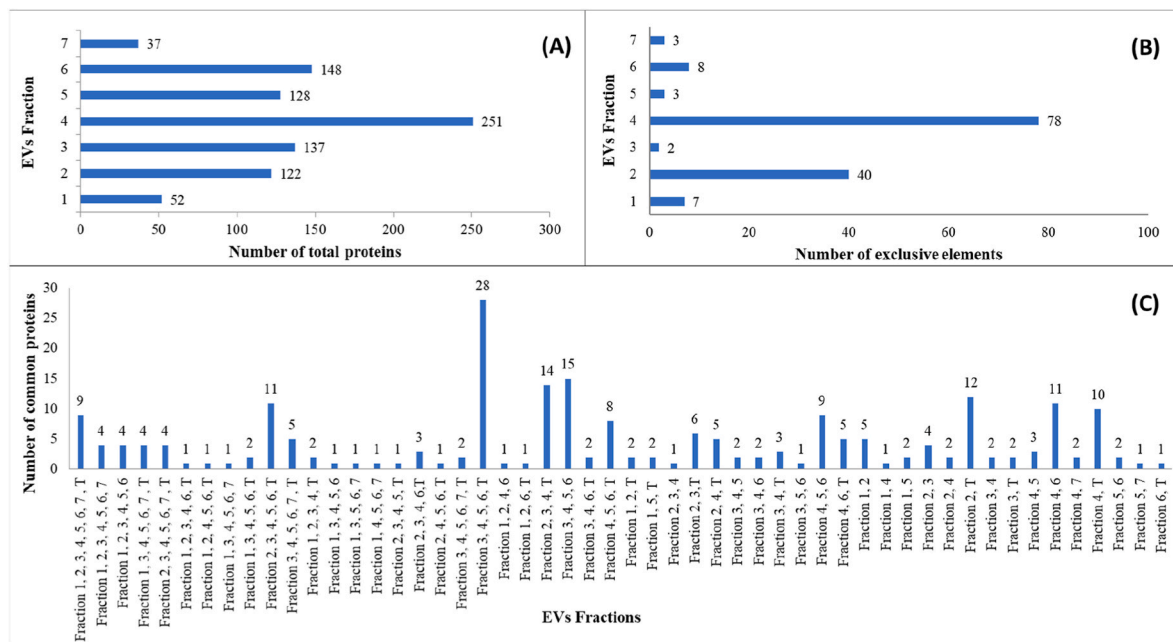 (A)
EVs Fraction
7
37
6
148
5
128
4
251
3
137
2
122
1
52
0 50 100 150 200 250 300
Number of total proteins
(B)
EVs Fraction
7
3
6
8
5
3
4
78
3
2
2
40
1
7
0 20 40 60 80 100
Number of exclusive elements
(C)
Number of common proteins
30
25
20
15
10
5
0
9 4 4 4 4 1 1 1 2 11 5 2 1 1 1 1 3 1 2 28 1 1 14 15 2 8 2 2 1 6 5 2 2 3 1 9 5 5 1 2 4 2 12 2 2 3 11 2 10 2 1 1
Fraction 1, 2, 3, 4, 5, 6, 7, T
Fraction 1, 2, 3, 4, 5, 6, 7
Fraction 1, 2, 3, 4, 5, 6
Fraction 1, 3, 4, 5, 6, 7, T
Fraction 2, 3, 4, 5, 6, 7, T
Fraction 1, 2, 3, 4, 6, T
Fraction 1, 2, 4, 5, 6, T
Fraction 1, 3, 4, 5, 6, 7
Fraction 1, 3, 4, 5, 6, T
Fraction 2, 3, 4, 5, 6, T
Fraction 3, 4, 5, 6, 7, T
Fraction 1, 2, 3, 4, T
Fraction 1, 3, 4, 5, 6
Fraction 1, 3, 5, 6, 7
Fraction 1, 4, 5, 6, 7
Fraction 2, 3, 4, 5, T
Fraction 2, 3, 4, 6, T
Fraction 2, 4, 5, 6, T
Fraction 3, 4, 5, 6, 7, T
Fraction 3, 4, 5, 6, T
Fraction 1, 2, 4, 6
Fraction 1, 2, 6, T
Fraction 2, 3, 4, T
Fraction 3, 4, 5, 6
Fraction 3, 4, 6, T
Fraction 4, 5, 6, T
Fraction 1, 2, T
Fraction 1, 5, T
Fraction 2, 3, 4
Fraction 2, 3, T
Fraction 2, 4, T
Fraction 3, 4, 5
Fraction 3, 4, 6
Fraction 3, 4, T
Fraction 3, 5, 6
Fraction 4, 5, 6
Fraction 4, 6, T
Fraction 1, 2
Fraction 1, 4
Fraction 1, 5
Fraction 2, 3
Fraction 2, 4
Fraction 2, T
Fraction 3, 4
Fraction 3, T
Fraction 4, 5
Fraction 4, 6
Fraction 4, 7
Fraction 4, T
Fraction 5, 6
Fraction 5, 7
Fraction 6, T
EVs Fractions